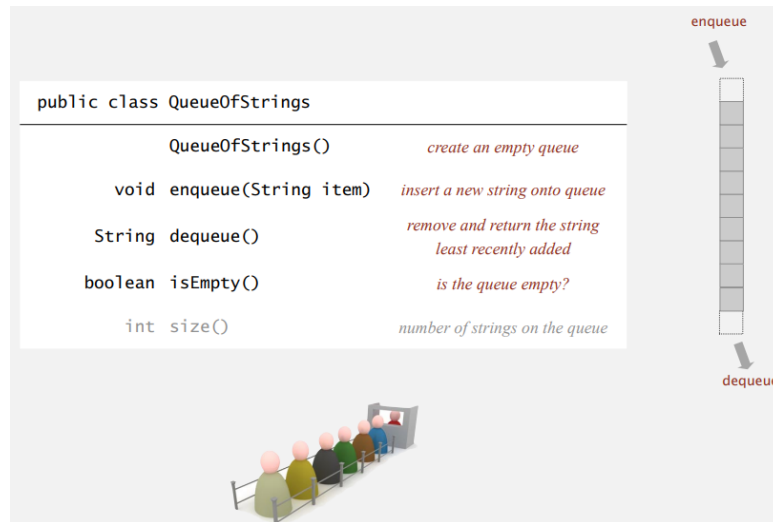 enqueue
public class QueueOfStrings
QueueOfStrings() create an empty queue
void enqueue(String item) insert a new string onto queue
String dequeue() remove and return the string
least recently added
boolean isEmpty() is the queue empty?
int size() number of strings on the queue
dequeue